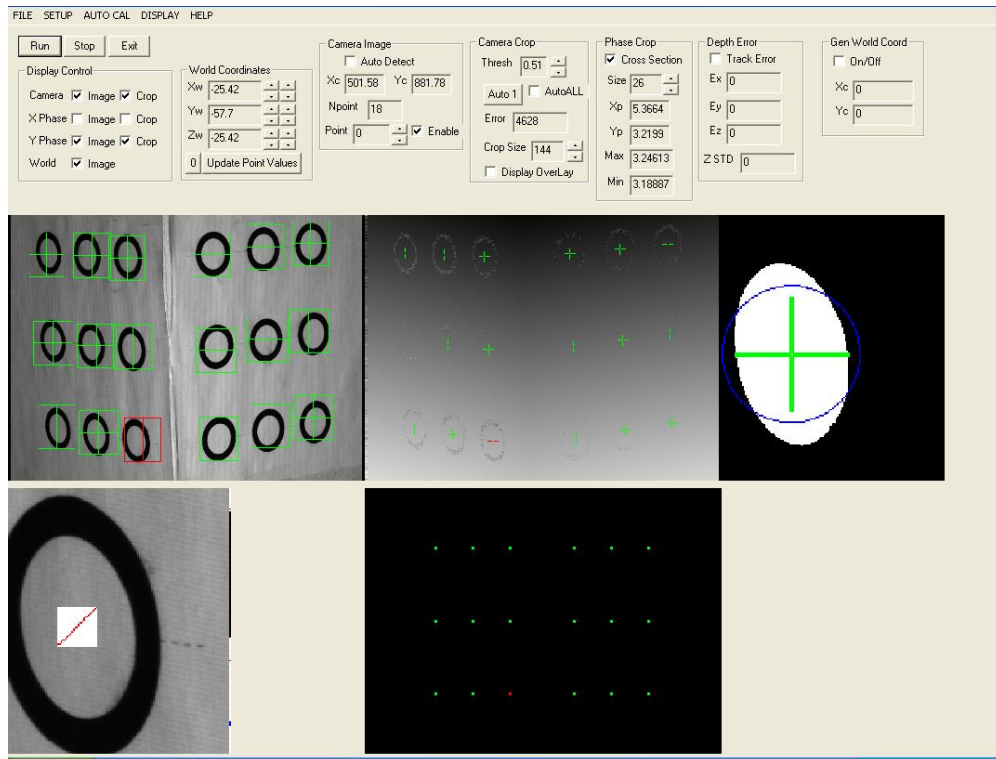 FILE SETUP AUTO CAL DISPLAY HELP
Run Stop Exit
Display Control
Camera Image Crop
X Phase Image Crop
Y Phase Image Crop
World Image
World Coordinates
Xw -25.42
Yw -57.7
Zw -25.42
0 Update Point Values
Camera Image
Auto Detect
Xc 501.58 Yc 881.78
Npoint 18
Point 0 Enable
Camera Crop
Thresh 0.51
Auto 1 AutoALL
Error 4628
Crop Size 144
Display OverLay
Phase Crop
Cross Section
Size 26
Xp 5.3664
Yp 3.2199
Max 3.24613
Min 3.18887
Depth Error
Track Error
Ex 0
Ey 0
Ez 0
Z STD 0
Gen World Coord
On/Off
Xc 0
Yc 0